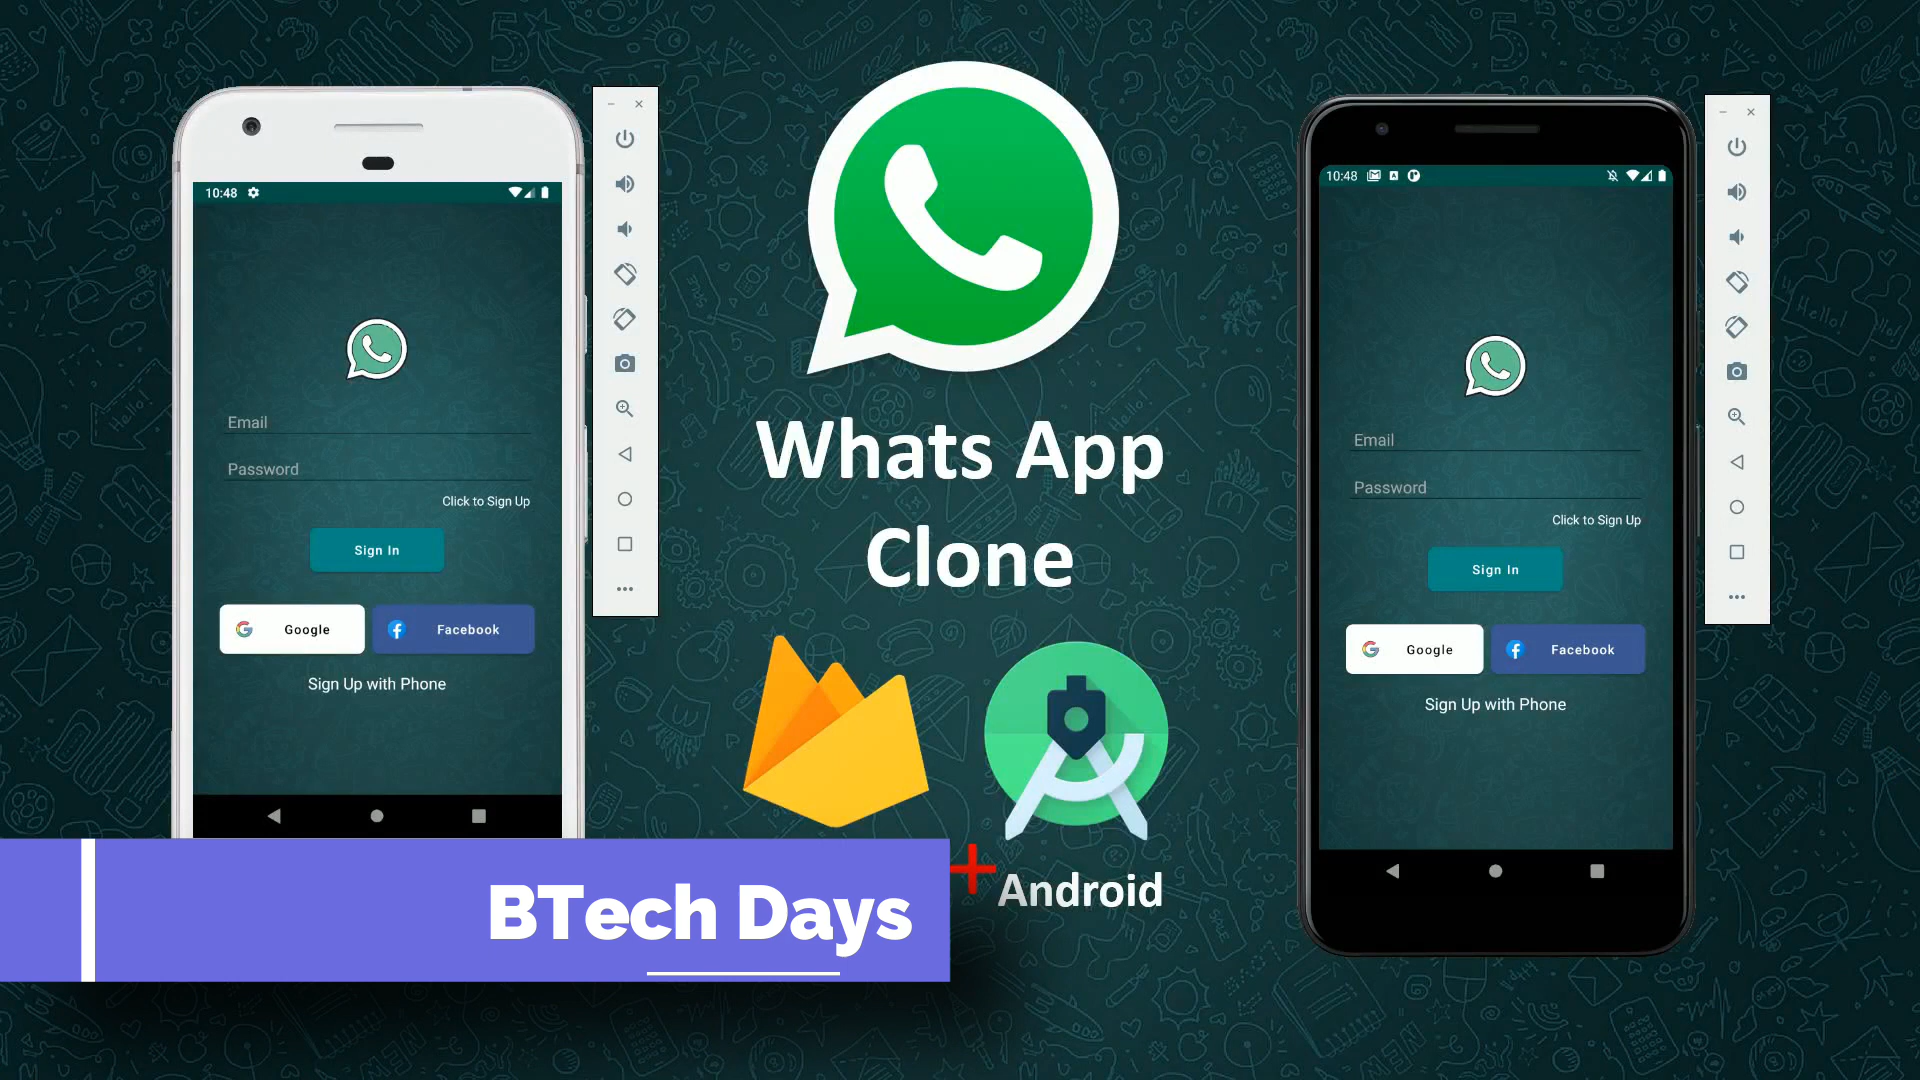 10:48
Email
Password
Click to Sign Up
Sign In
Google
Facebook
Sign Up with Phone
Whats App
Clone
Android
BTech Days
10:48
Email
Password
Click to Sign Up
Sign In
Google
Facebook
Sign Up with Phone